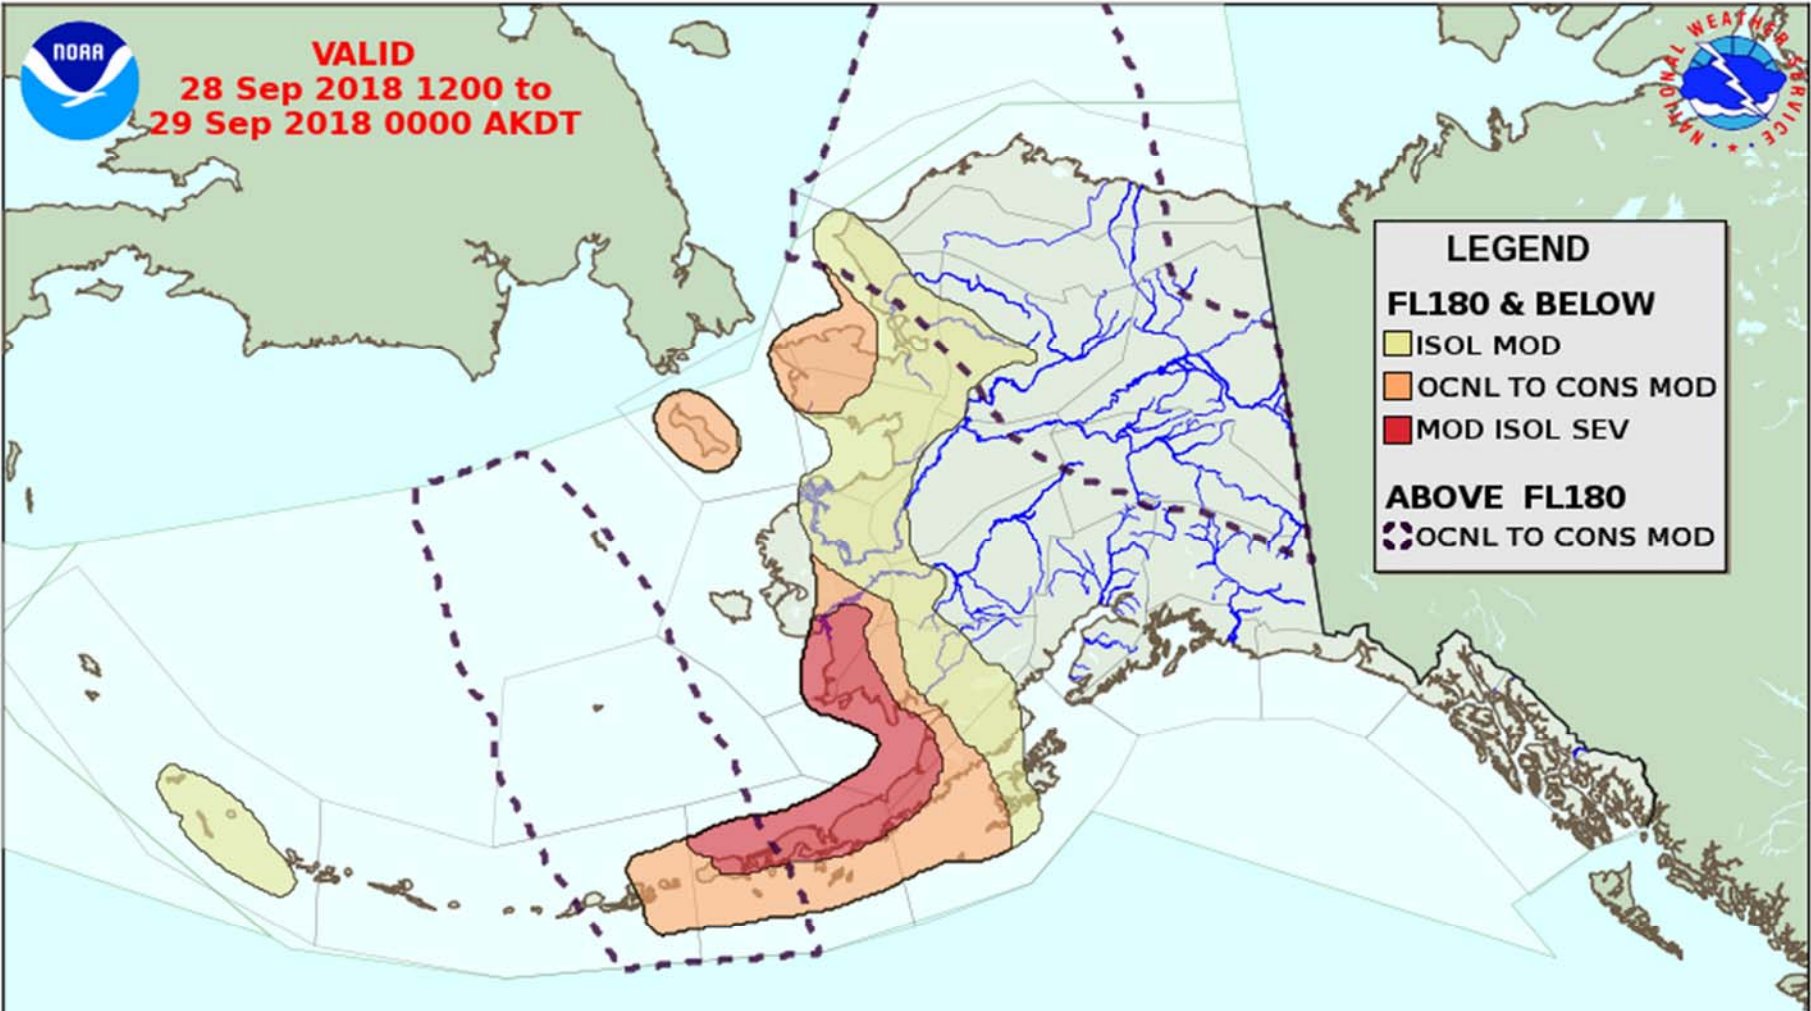 NOAA
VALID
28 Sep 2018 1200 to
29 Sep 2018 0000 AKDT
NATIONAL WEATHER SERVICE
LEGEND
FL180 & BELOW
ISOL MOD
OCNL TO CONS MOD
MOD ISOL SEV
ABOVE FL180
OCNL TO CONS MOD